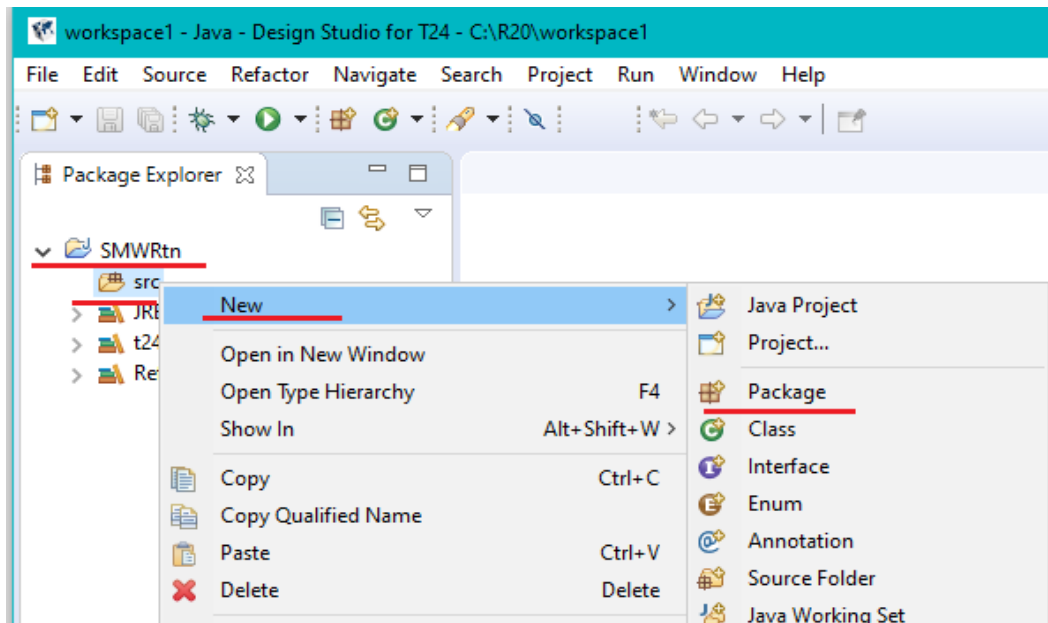 workspace1 - Java - Design Studio for T24 - C:\R20\workspace1
File Edit Source Refactor Navigate Search Project Run Window Help
Package Explorer
SMWRtn
src
New
Open in New Window
Open Type Hierarchy F4
Show In Alt+Shift+W >
Copy Ctrl+C
Copy Qualified Name
Paste Ctrl+V
Delete Delete
Java Project
Project...
Package
Class
Interface
Enum
Annotation
Source Folder
Java Working Set